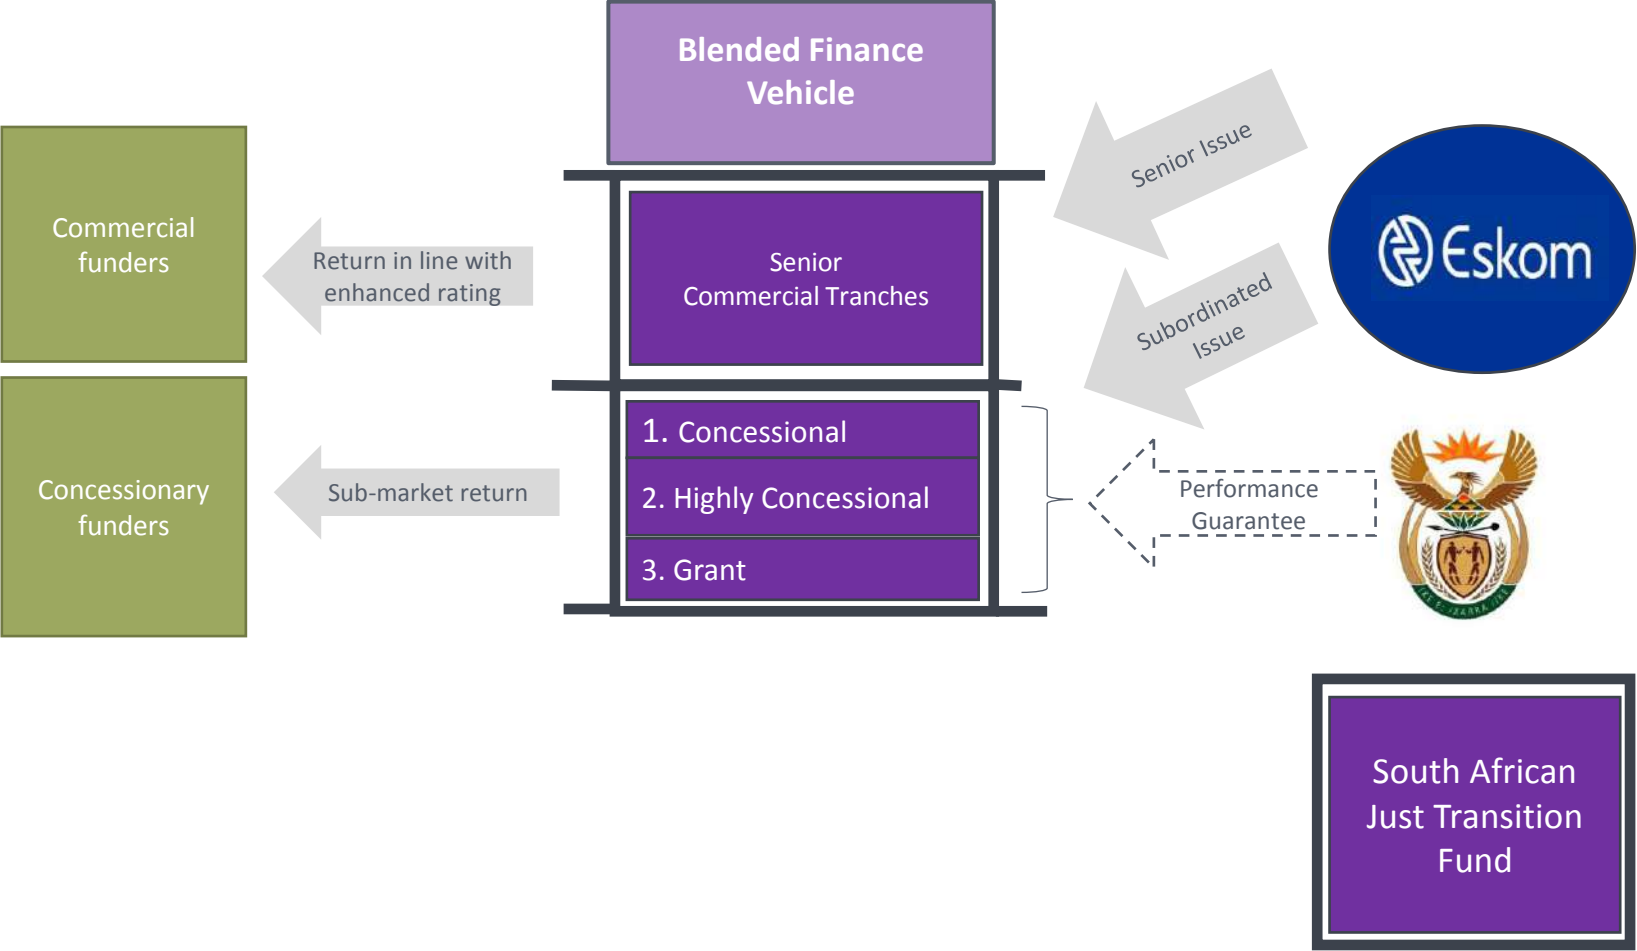 Blended Finance
Vehicle
Commercial
funders
Return in line with
enhanced rating
Senior
Commercial Tranches
Senior Issue
Subordinated
Issue
Eskom
Concessionary
funders
Sub-market return
1. Concessional
2. Highly Concessional
3. Grant
Performance
Guarantee
South African
Just Transition
Fund